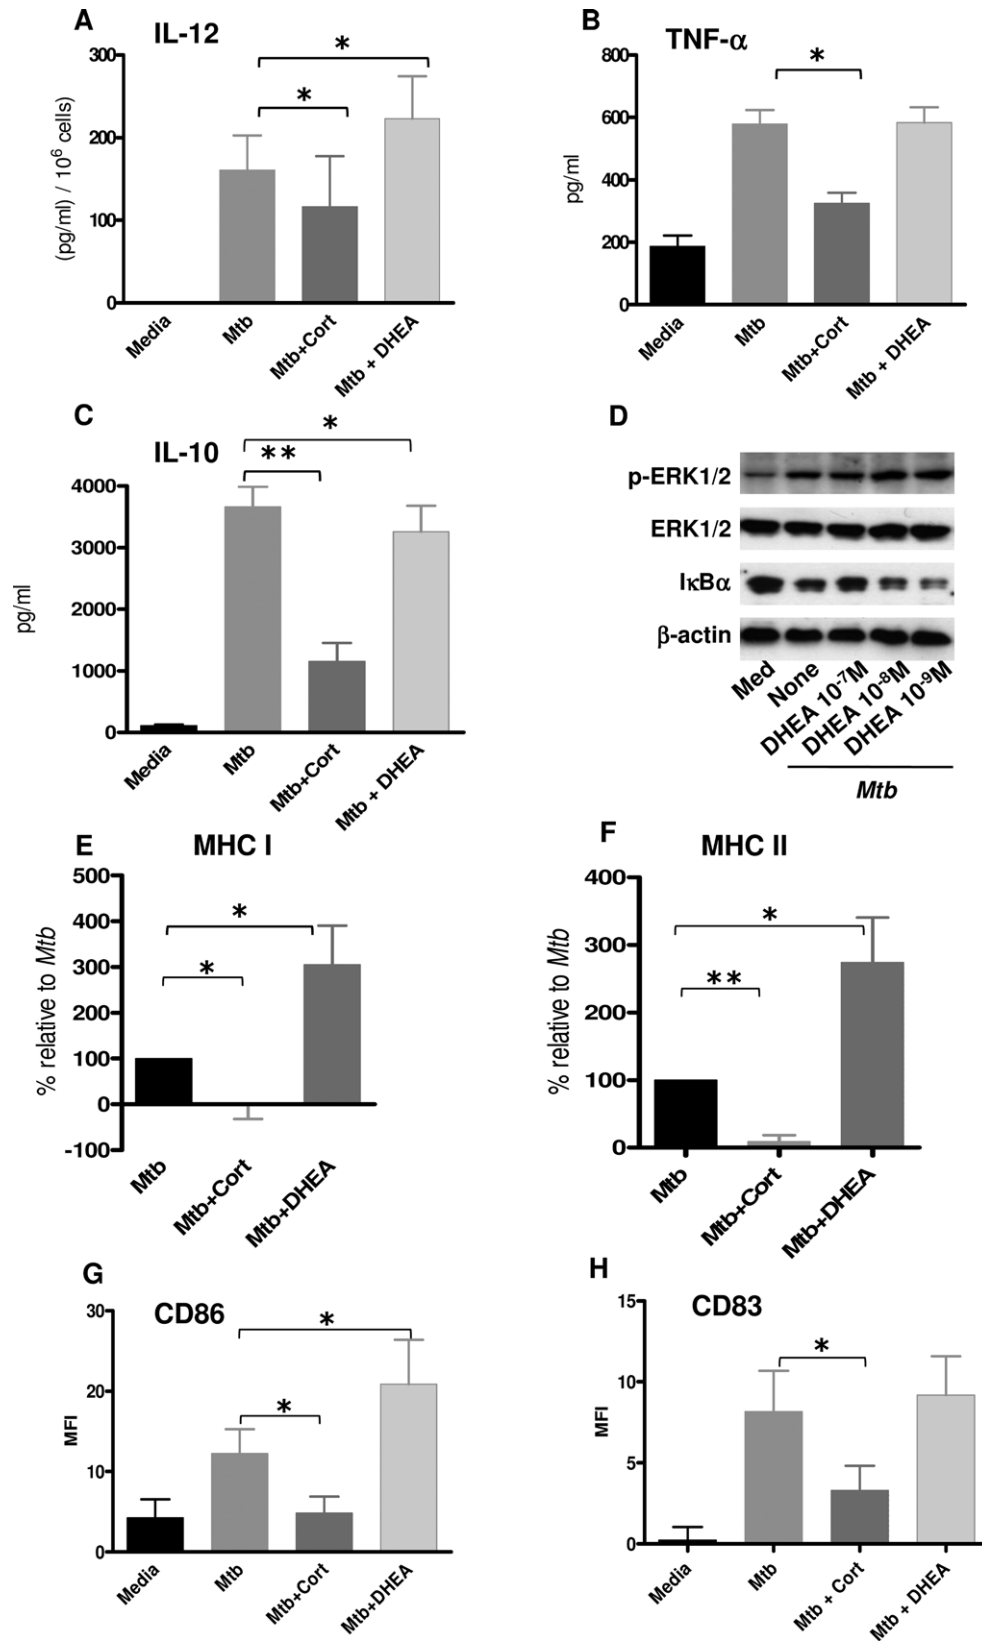 A
IL-12
*
*
(pg/ml) / 10⁶ cells)
300
200
100
0
Media
Mtb
Mtb+Cort
Mtb + DHEA
B
TNF-α
*
pg/ml
800
600
400
200
0
Media
Mtb
Mtb+Cort
Mtb + DHEA
C
IL-10
*
**
pg/ml
4000
3000
2000
1000
0
Media
Mtb
Mtb+Cort
Mtb + DHEA
D
p-ERK1/2
ERK1/2
IκBα
β-actin
Med
None
DHEA 10⁻⁷M
DHEA 10⁻⁸M
DHEA 10⁻⁹M
Mtb
E
MHC I
*
*
% relative to Mtb
500
400
300
200
100
0
-100
Mtb
Mtb+Cort
Mtb+DHEA
F
MHC II
*
**
% relative to Mtb
400
300
200
100
0
Mtb
Mtb+Cort
Mtb+DHEA
G
CD86
*
*
MFI
30
20
10
0
Media
Mtb
Mtb+Cort
Mtb+DHEA
H
CD83
*
MFI
15
10
5
0
Media
Mtb
Mtb + Cort
Mtb + DHEA